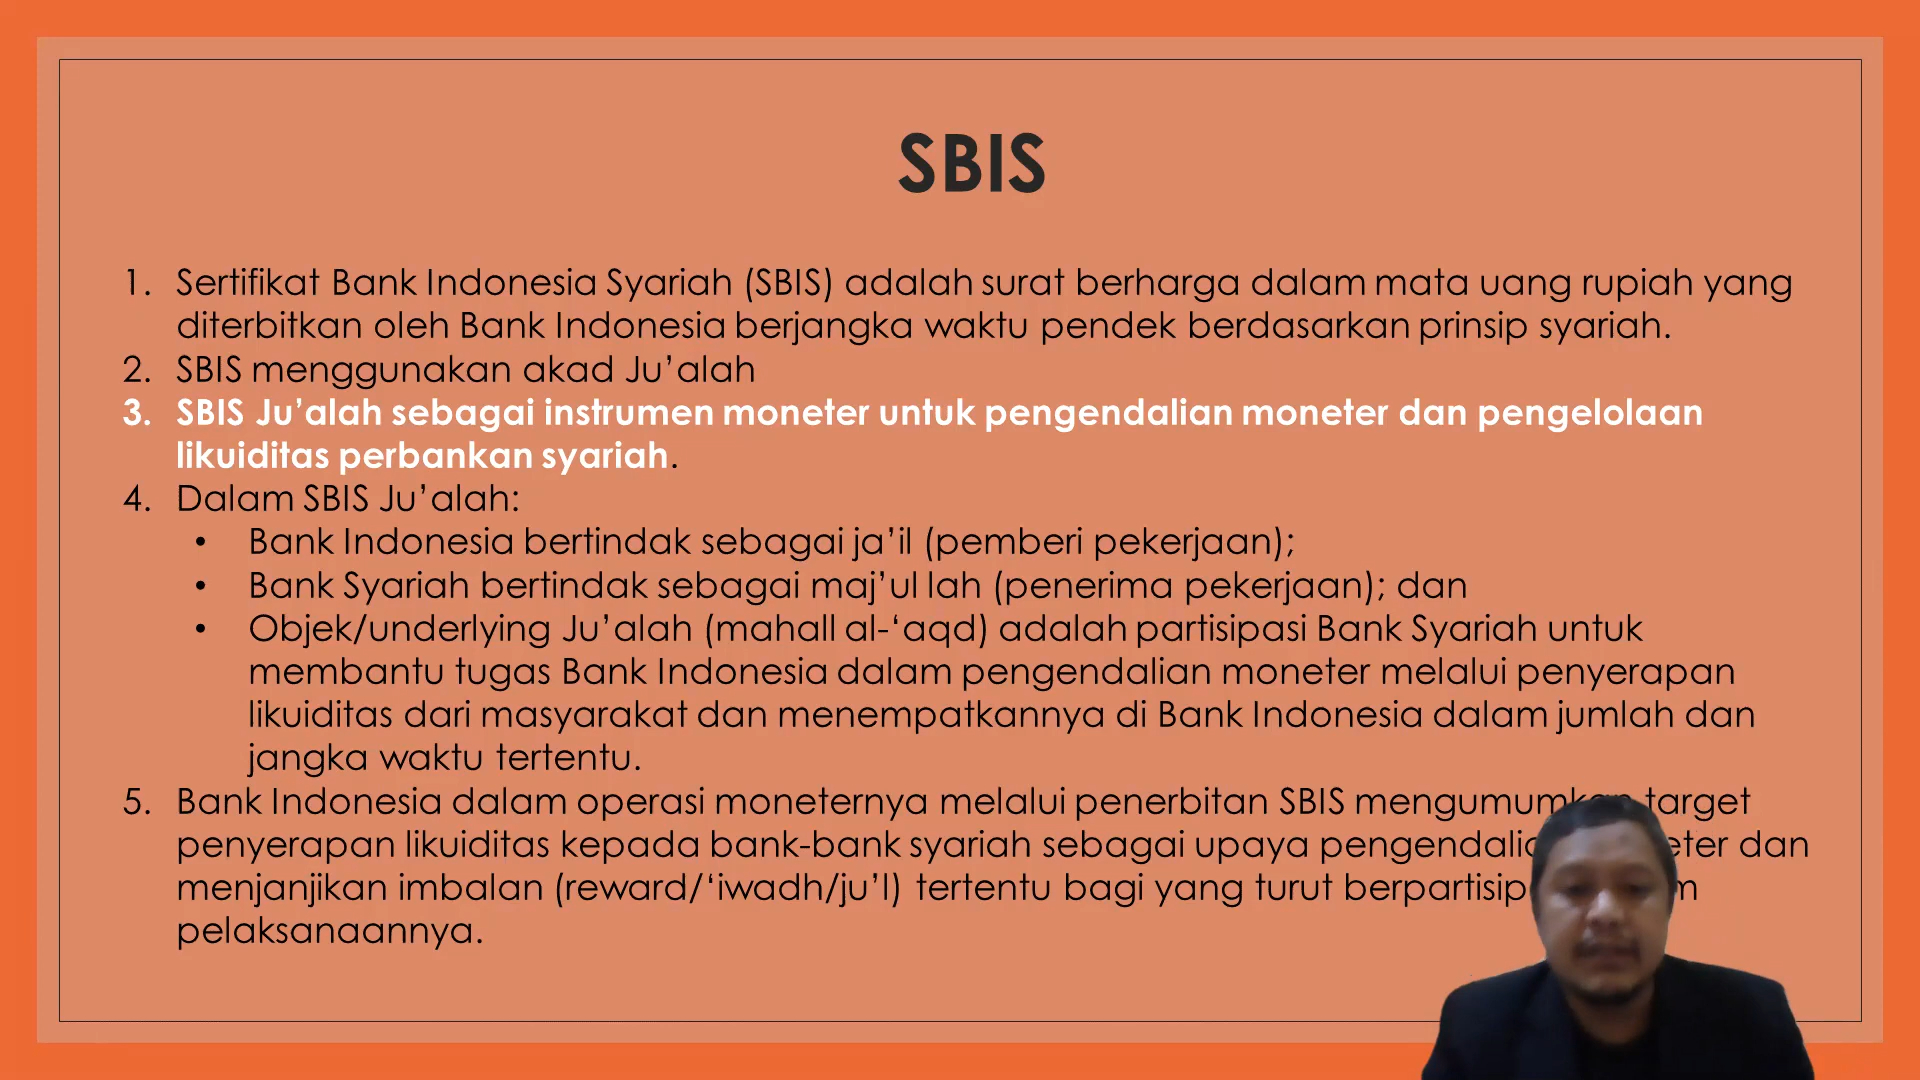 SBIS
1. Sertifikat Bank Indonesia Syariah (SBIS) adalah surat berharga dalam mata uang rupiah yang
diterbitkan oleh Bank Indonesia berjangka waktu pendek berdasarkan prinsip syariah.
2. SBIS menggunakan akad Ju’alah
3. SBIS Ju’alah sebagai instrumen moneter untuk pengendalian moneter dan pengelolaan
likuiditas perbankan syariah.
4. Dalam SBIS Ju’alah:
• Bank Indonesia bertindak sebagai ja’il (pemberi pekerjaan);
• Bank Syariah bertindak sebagai maj’ul lah (penerima pekerjaan); dan
• Objek/underlying Ju’alah (mahall al-‘aqd) adalah partisipasi Bank Syariah untuk
membantu tugas Bank Indonesia dalam pengendalian moneter melalui penyerapan
likuiditas dari masyarakat dan menempatkannya di Bank Indonesia dalam jumlah dan
jangka waktu tertentu.
5. Bank Indonesia dalam operasi moneternya melalui penerbitan SBIS mengumumkan target
penyerapan likuiditas kepada bank-bank syariah sebagai upaya dan
menjanjikan imbalan (reward/‘iwadh/ju’l) tertentu bagi yang turut
pelaksanaannya.